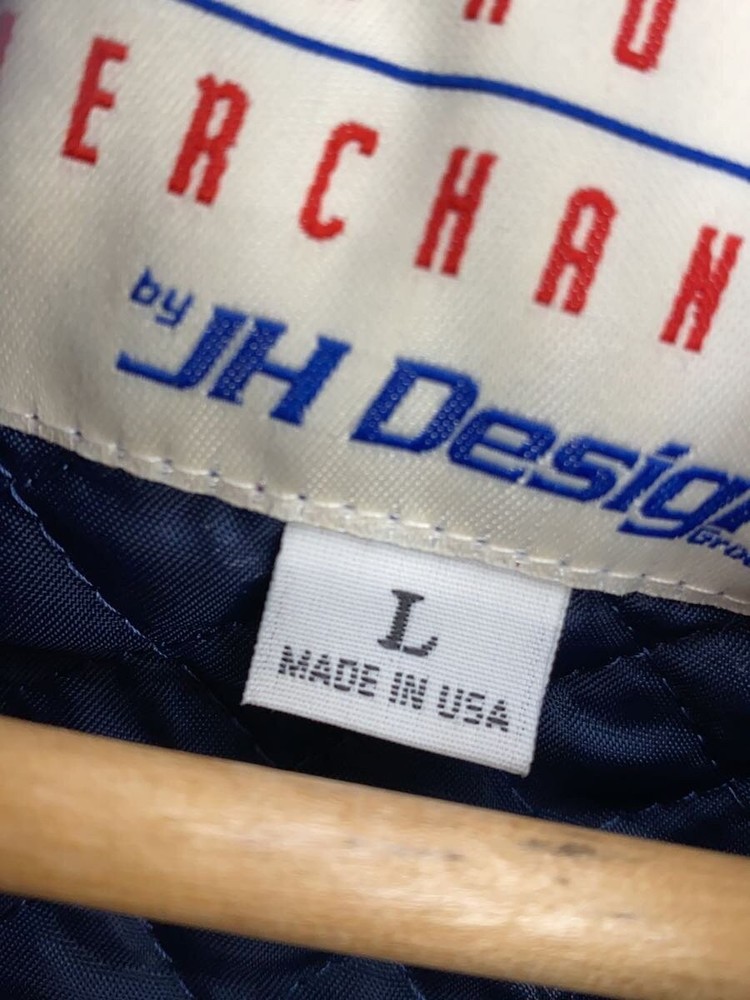 ERCHAN
by
JH Design
L
MADE IN USA